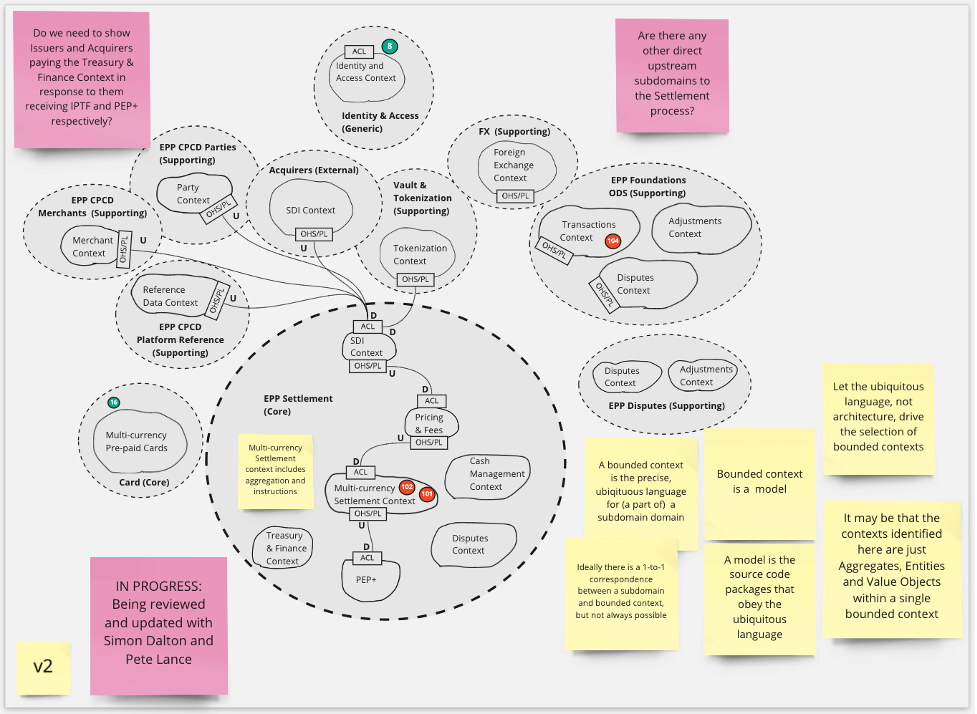 Do we need to show
Issuers and Acquirers
paying the Treasury &
Finance Context in
response to them
receiving IPTF and PEP+
respectively?
ACL
8
Identity and
Access Context
Identity & Access
(Generic)
Are there any
other direct
upstream
subdomains to
the Settlement
process?
EPP CPCD Parties
(Supporting)
Party
Context
OHS/PL
U
Acquirers (External)
SDI Context
OHS/PL
U
Vault &
Tokenization
(Supporting)
Tokenization
Context
OHS/PL
FX (Supporting)
Foreign
Exchange
Context
OHS/PL
EPP Foundations
ODS (Supporting)
Transactions
Context
104
OHS/PL
Adjustments
Context
Disputes
Context
OHS/PL
EPP CPCD
Merchants (Supporting)
Merchant
Context
OHS/PL
U
Reference
Data Context
OHS/PL
U
EPP CPCD
Platform Reference
(Supporting)
D
ACL
D
SDI
Context
OHS/PL
U
EPP Settlement
(Core)
D
ACL
Pricing
& Fees
OHS/PL
U
D
ACL
Multi-currency
Settlement Context
102
101
OHS/PL
U
D
ACL
PEP+
Cash
Management
Context
Disputes
Context
Treasury
& Finance
Context
Multi-currency
Settlement
context includes
aggregation and
instructions
16
Multi-currency
Pre-paid Cards
Card (Core)
Disputes
Context
Adjustments
Context
EPP Disputes (Supporting)
Let the ubiquitous
language, not
architecture, drive
the selection of
bounded contexts
A bounded context
is the precise,
ubiqituous language
for (a part of) a
subdomain domain
Bounded context
is a model
Ideally there is a 1-to-1
correspondence
between a subdomain
and bounded context,
but not always possible
A model is the
source code
packages that
obey the
ubiquitous
language
It may be that the
contexts identified
here are just
Aggregates, Entities
and Value Objects
within a single
bounded context
IN PROGRESS:
Being reviewed
and updated with
Simon Dalton and
Pete Lance
v2